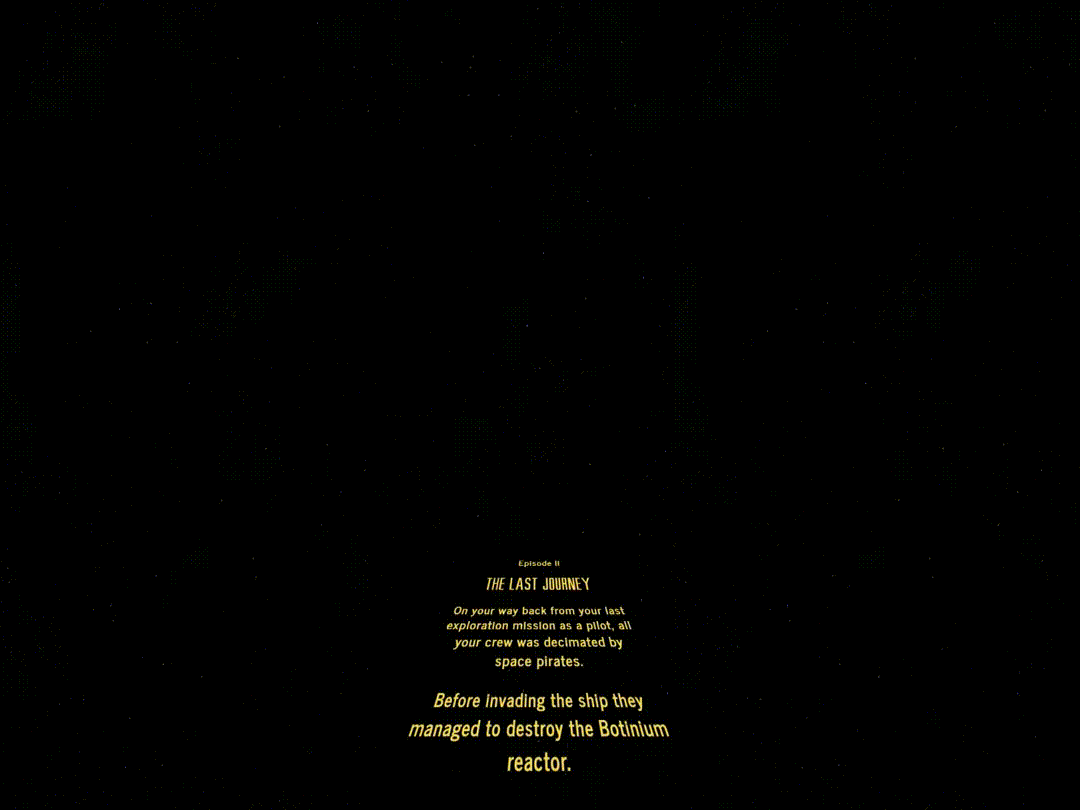 Episode II
THE LAST JOURNEY
On your way back from your last
exploration mission as a pilot, all
your crew was decimated by
space pirates.
Before invading the ship they
managed to destroy the Botinium
reactor.